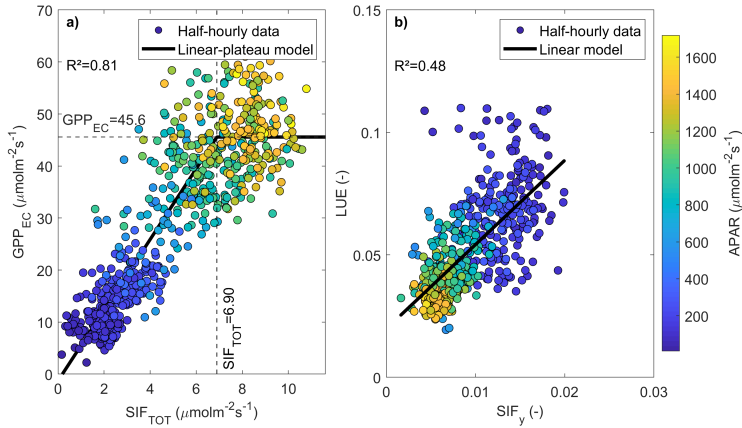 a)
Half-hourly data
Linear-plateau model
R²=0.81
GPP_EC=45.6
SIF_TOT=6.90
70
60
50
40
30
20
10
0
GPP_EC (μmolm⁻²s⁻¹)
0 2 4 6 8 10
SIF_TOT (μmolm⁻²s⁻¹)
b)
Half-hourly data
Linear model
R²=0.48
0.15
0.1
0.05
0
LUE (-)
0 0.01 0.02 0.03
SIF_y (-)
1600
1400
1200
1000
800
600
400
200
APAR (μmolm⁻²s⁻¹)